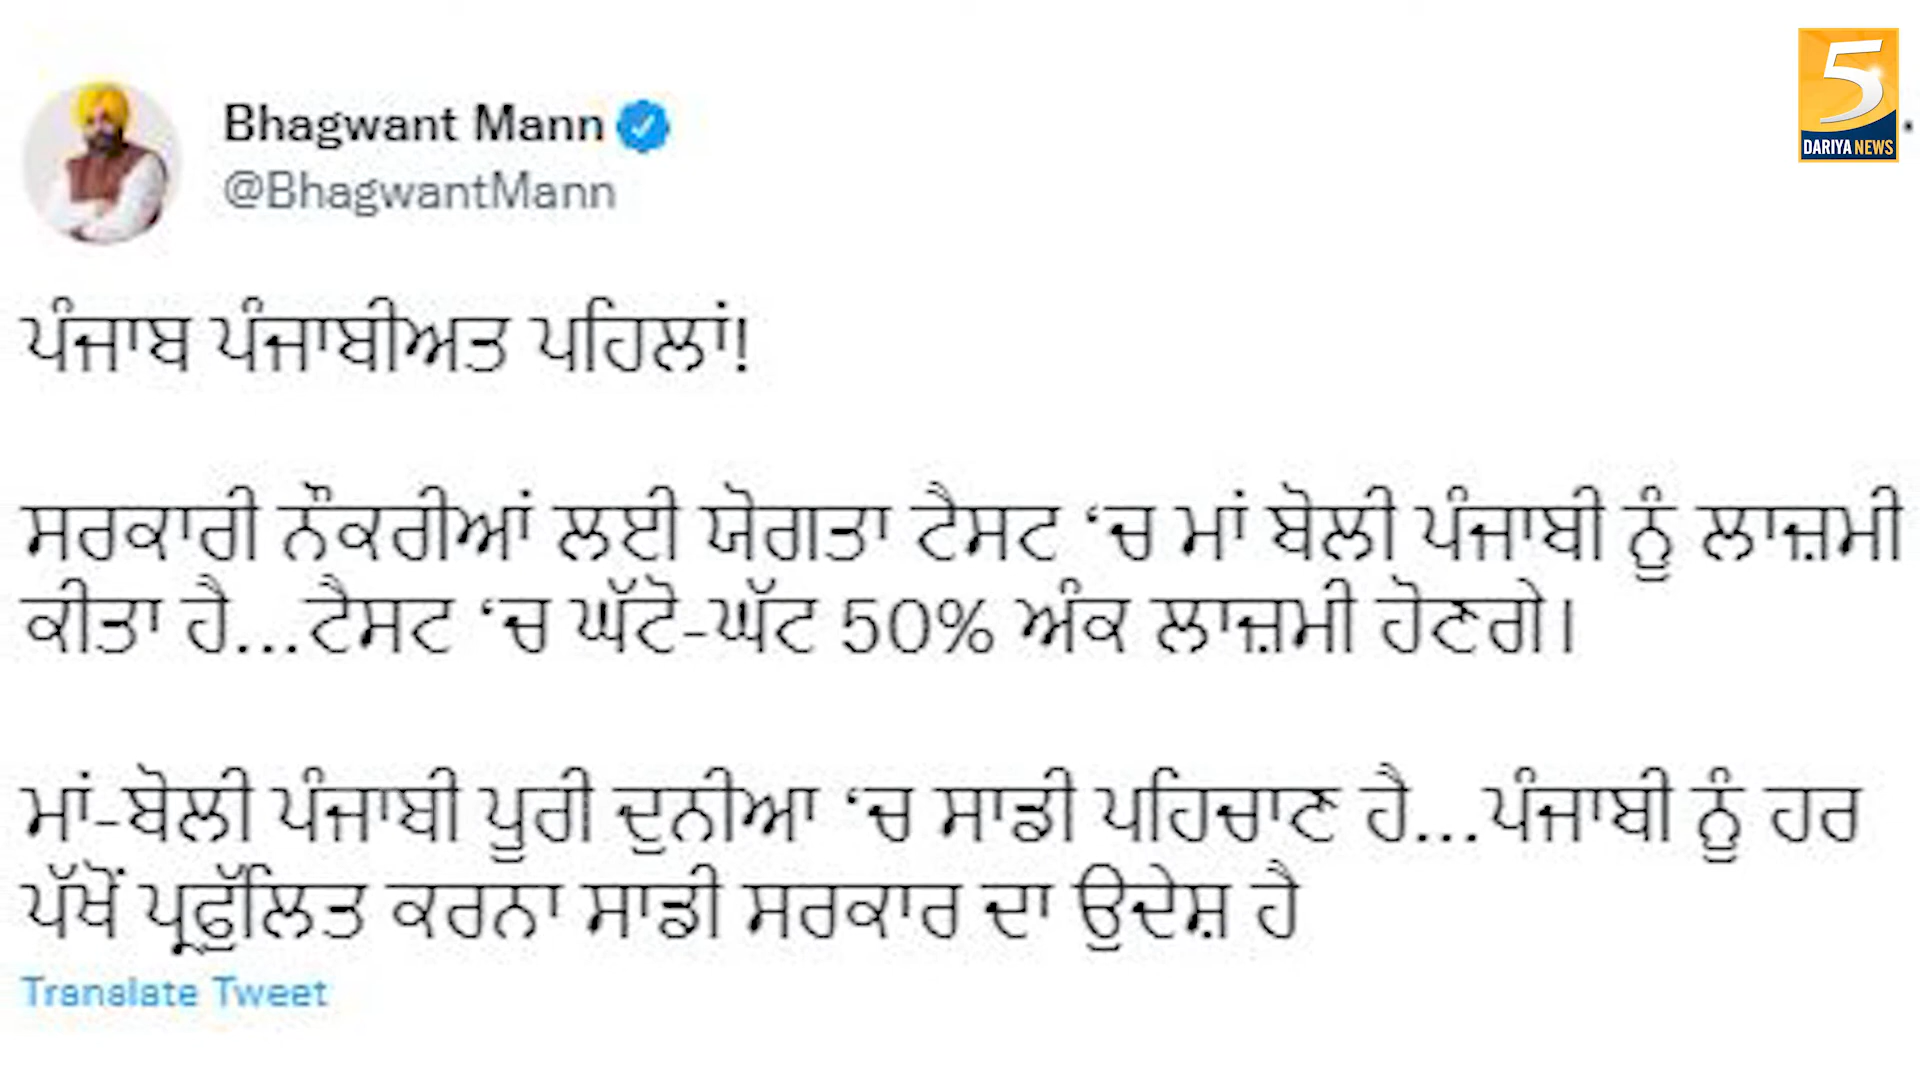 Bhagwant Mann
@BhagwantMann
5
DARIYA NEWS
ਪੰਜਾਬ ਪੰਜਾਬੀਅਤ ਪਹਿਲਾਂ!
ਸਰਕਾਰੀ ਨੌਕਰੀਆਂ ਲਈ ਯੋਗਤਾ ਟੈਸਟ ‘ਚ ਮਾਂ ਬੋਲੀ ਪੰਜਾਬੀ ਨੂੰ ਲਾਜ਼ਮੀ
ਕੀਤਾ ਹੈ...ਟੈਸਟ ‘ਚ ਘੱਟੋ-ਘੱਟ 50% ਅੰਕ ਲਾਜ਼ਮੀ ਹੋਣਗੇ।
ਮਾਂ-ਬੋਲੀ ਪੰਜਾਬੀ ਪੂਰੀ ਦੁਨੀਆ ‘ਚ ਸਾਡੀ ਪਹਿਚਾਣ ਹੈ...ਪੰਜਾਬੀ ਨੂੰ ਹਰ
ਪੱਖੋਂ ਪ੍ਰਫੁੱਲਿਤ ਕਰਨਾ ਸਾਡੀ ਸਰਕਾਰ ਦਾ ਉਦੇਸ਼ ਹੈ
Translate Tweet